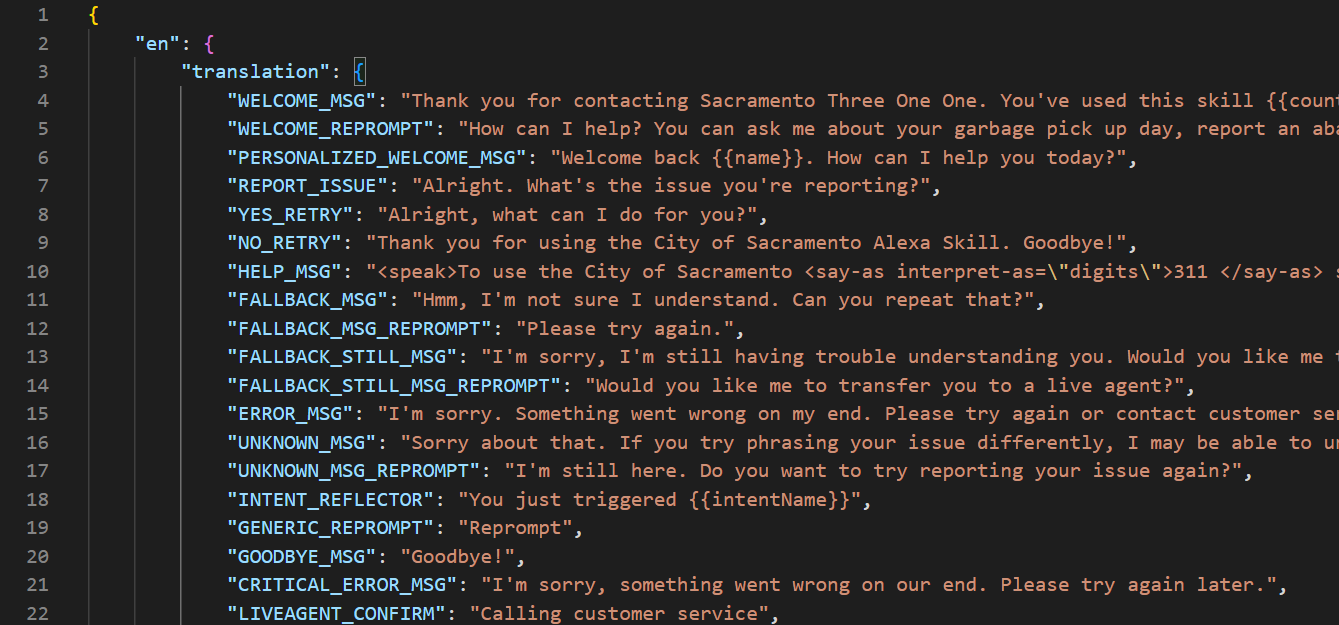 1 {
2 "en": {
3 "translation": {
4 "WELCOME_MSG": "Thank you for contacting Sacramento Three One One. You've used this skill {{coun
5 "WELCOME_REPROMPT": "How can I help? You can ask me about your garbage pick up day, report an aba
6 "PERSONALIZED_WELCOME_MSG": "Welcome back {{name}}. How can I help you today?",
7 "REPORT_ISSUE": "Alright. What's the issue you're reporting?",
8 "YES_RETRY": "Alright, what can I do for you?",
9 "NO_RETRY": "Thank you for using the City of Sacramento Alexa Skill. Goodbye!",
10 "HELP_MSG": "<speak>To use the City of Sacramento <say-as interpret-as=\"digits\">311 </say-as> s
11 "FALLBACK_MSG": "Hmm, I'm not sure I understand. Can you repeat that?",
12 "FALLBACK_MSG_REPROMPT": "Please try again.",
13 "FALLBACK_STILL_MSG": "I'm sorry, I'm still having trouble understanding you. Would you like me t
14 "FALLBACK_STILL_MSG_REPROMPT": "Would you like me to transfer you to a live agent?",
15 "ERROR_MSG": "I'm sorry. Something went wrong on my end. Please try again or contact customer ser
16 "UNKNOWN_MSG": "Sorry about that. If you try phrasing your issue differently, I may be able to un
17 "UNKNOWN_MSG_REPROMPT": "I'm still here. Do you want to try reporting your issue again?",
18 "INTENT_REFLECTOR": "You just triggered {{intentName}}",
19 "GENERIC_REPROMPT": "Reprompt",
20 "GOODBYE_MSG": "Goodbye!",
21 "CRITICAL_ERROR_MSG": "I'm sorry, something went wrong on our end. Please try again later.",
22 "LIVEAGENT_CONFIRM": "Calling customer service",